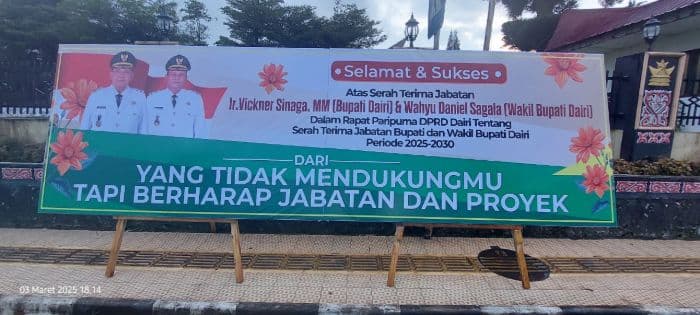 Selamat & Sukses
Atas Serah Terima Jabatan
Ir.Vickner Sinaga, MM (Bupati Dairi) & Wahyu Daniel Sagala (Wakil Bupati Dairi)
Dalam Rapat Paripurna DPRD Dairi Tentang
Serah Terima Jabatan Bupati dan Wakil Bupati Dairi
Periode 2025-2030
DARI
YANG TIDAK MENDUKUNGMU
TAPI BERHARAP JABATAN DAN PROYEK
03 Maret 2025 18.14